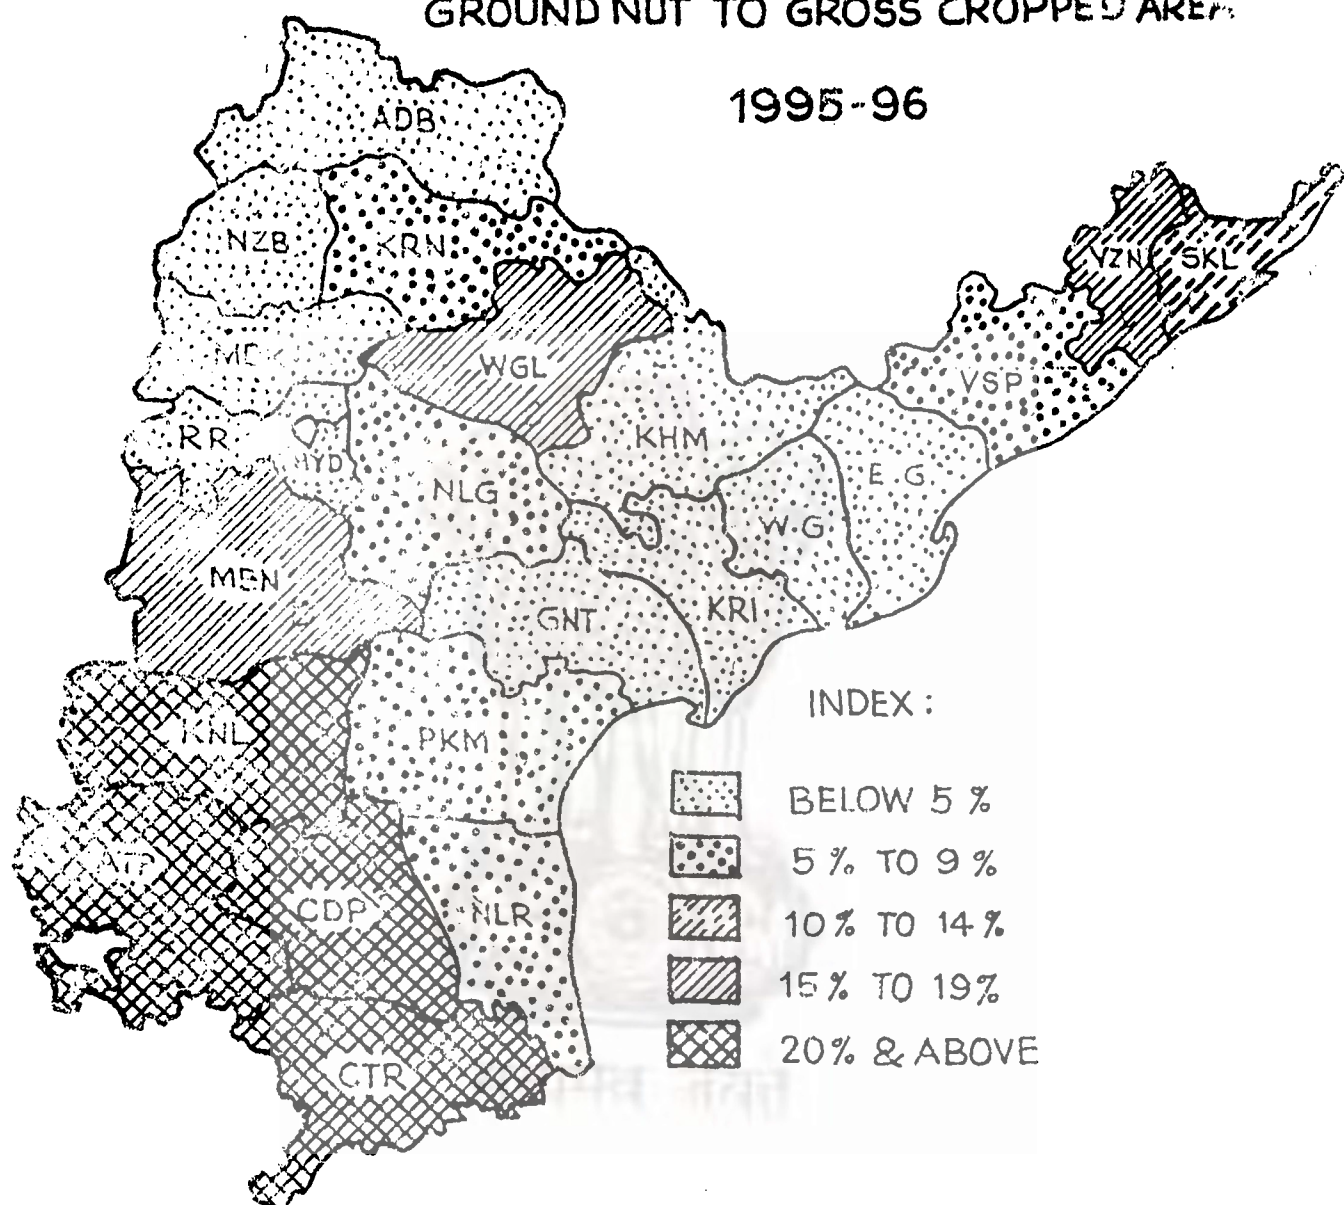 GROUND NUT TO GROSS CROPPED AREA
1995-96
ADB
NZB
KRN
VZN
SKL
WGL
VSP
RR
KHM
HYD
NLG
E.G.
W.G
MBN
GNT
KRI
INDEX :
KNL
PKM
BELOW 5 %
5 % TO 9 %
ATP
CDP
NLR
10 % TO 14 %
15 % TO 19 %
20% & ABOVE
CTR